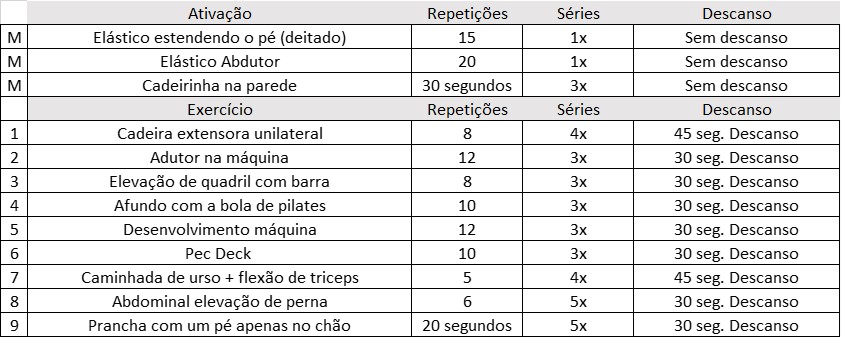 Ativação Repetições Séries Descanso
M Elástico estendendo o pé (deitado) 15 1x Sem descanso
M Elástico Abdutor 20 1x Sem descanso
M Cadeirinha na parede 30 segundos 3x Sem descanso
Exercício Repetições Séries Descanso
1 Cadeira extensora unilateral 8 4x 45 seg. Descanso
2 Adutor na máquina 12 3x 30 seg. Descanso
3 Elevação de quadril com barra 8 3x 30 seg. Descanso
4 Afundo com a bola de pilates 10 3x 30 seg. Descanso
5 Desenvolvimento máquina 12 3x 30 seg. Descanso
6 Pec Deck 10 3x 30 seg. Descanso
7 Caminhada de urso + flexão de triceps 5 4x 45 seg. Descanso
8 Abdominal elevação de perna 6 5x 30 seg. Descanso
9 Prancha com um pé apenas no chão 20 segundos 5x 30 seg. Descanso